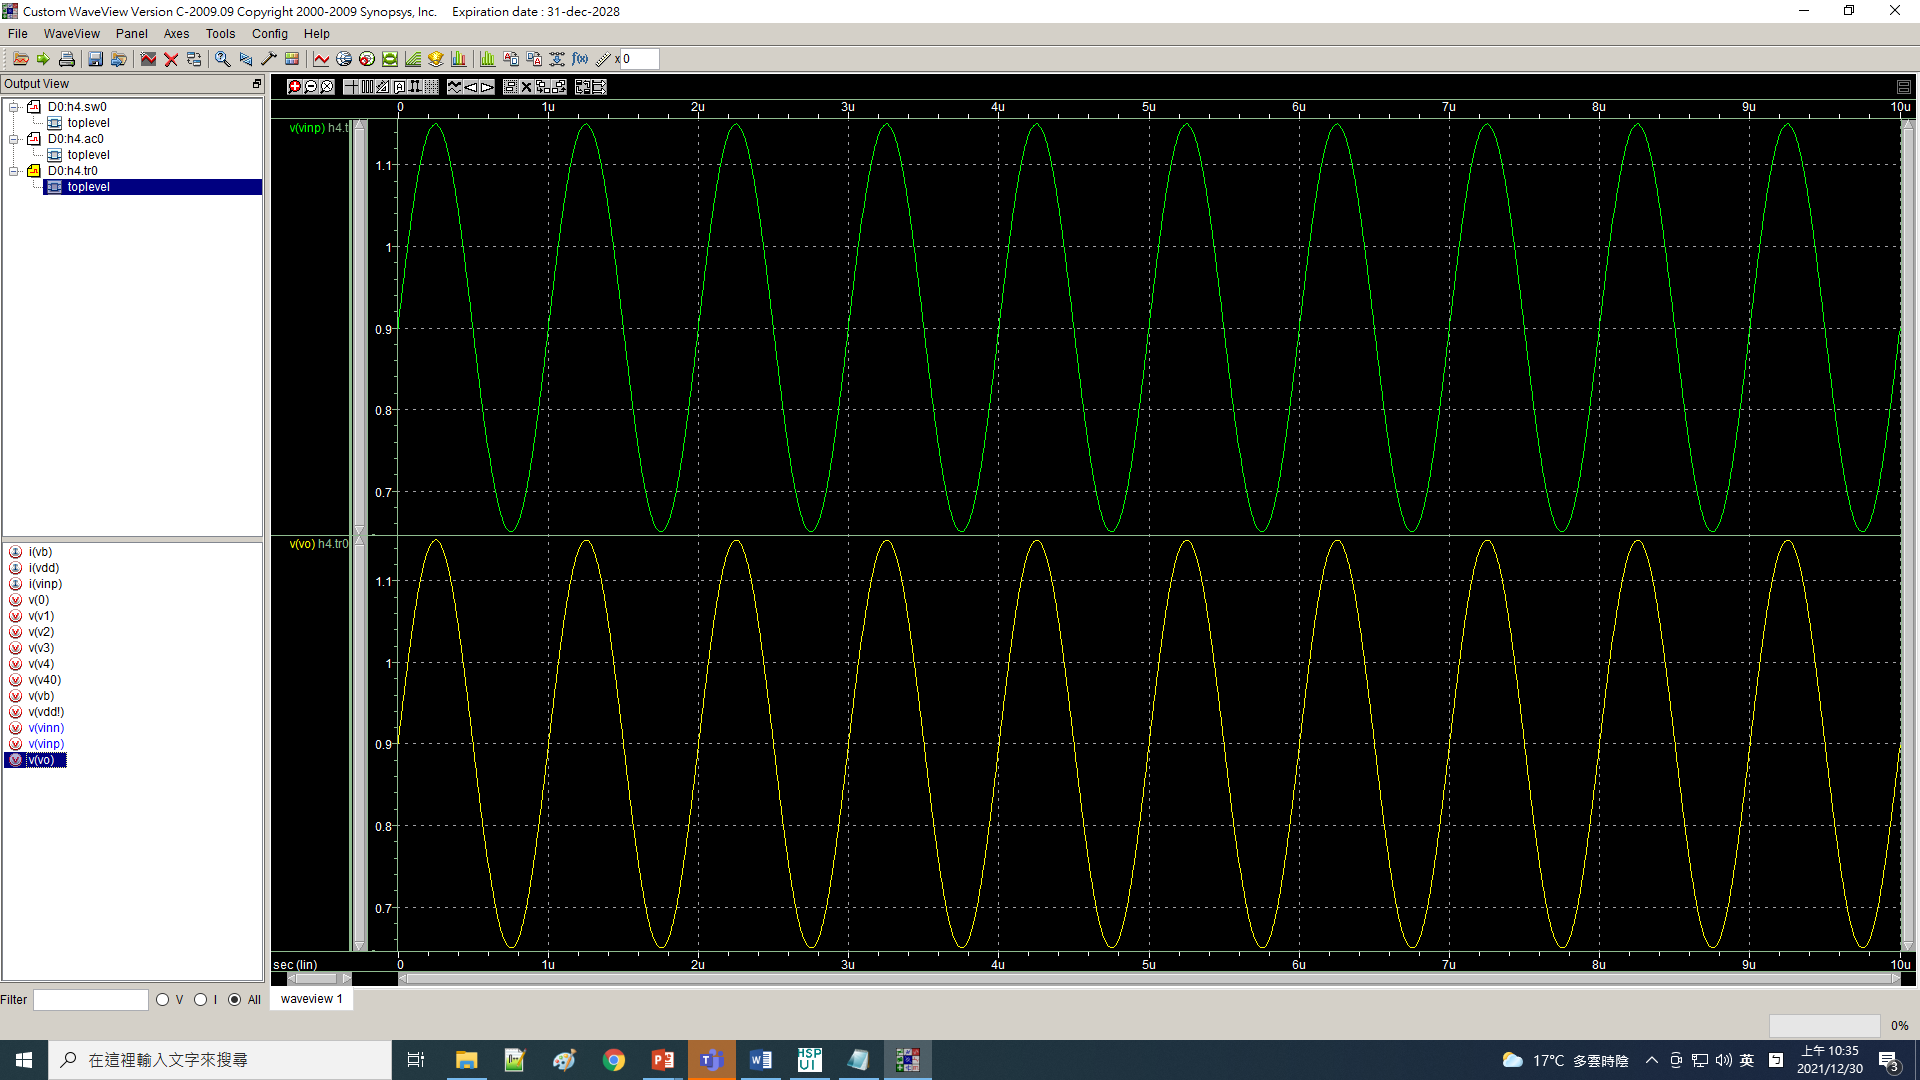 Custom WaveView Version C-2009.09 Copyright 2000-2009 Synopsys, Inc. Expiration date : 31-dec-2028
File WaveView Panel Axes Tools Config Help
f(x) x 0
Output View
D0:h4.sw0
toplevel
D0:h4.ac0
toplevel
D0:h4.tr0
toplevel
i(vb)
i(vdd)
i(vinp)
v(0)
v(v1)
v(v2)
v(v3)
v(v4)
v(v40)
v(vb)
v(vdd!)
v(vinn)
v(vinp)
v(vo)
Filter V I All
0 1u 2u 3u 4u 5u 6u 7u 8u 9u 10u
v(vinp) h4.t
1.1
1
0.9
0.8
0.7
v(vo) h4.tr0
1.1
1
0.9
0.8
0.7
sec (lin) 0 1u 2u 3u 4u 5u 6u 7u 8u 9u 10u
waveview 1
0%
在這裡輸入文字來搜尋
HSP UI
17°C 多雲時陰
英
上午 10:35
2021/12/30
3